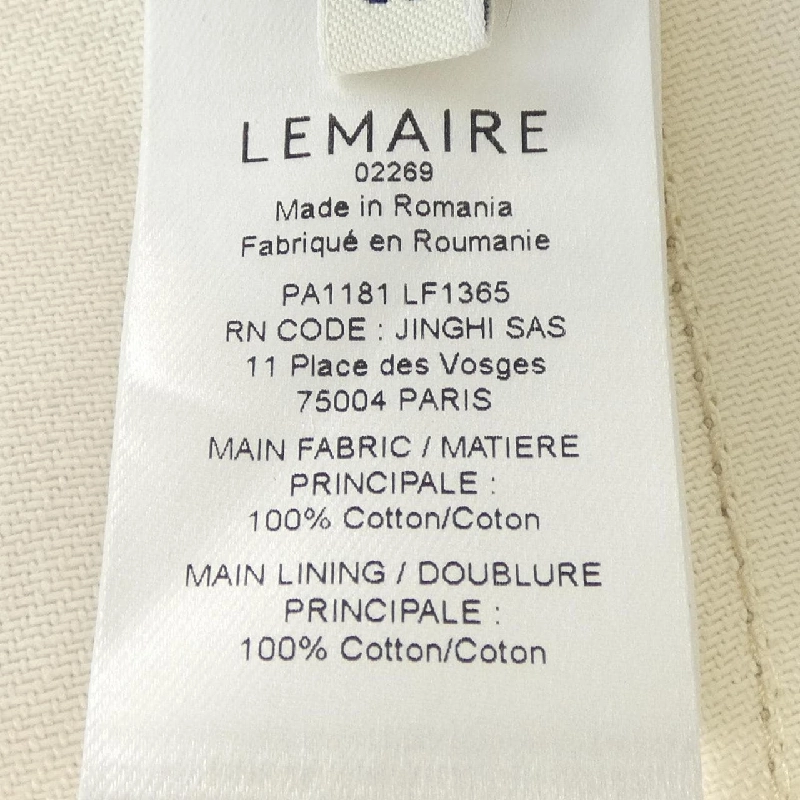 LEMAIRE
02269
Made in Romania
Fabriqué en Roumanie
PA1181 LF1365
RN CODE : JINGHI SAS
11 Place des Vosges
75004 PARIS
MAIN FABRIC / MATIERE
PRINCIPALE :
100% Cotton/Coton
MAIN LINING / DOUBLURE
PRINCIPALE :
100% Cotton/Coton